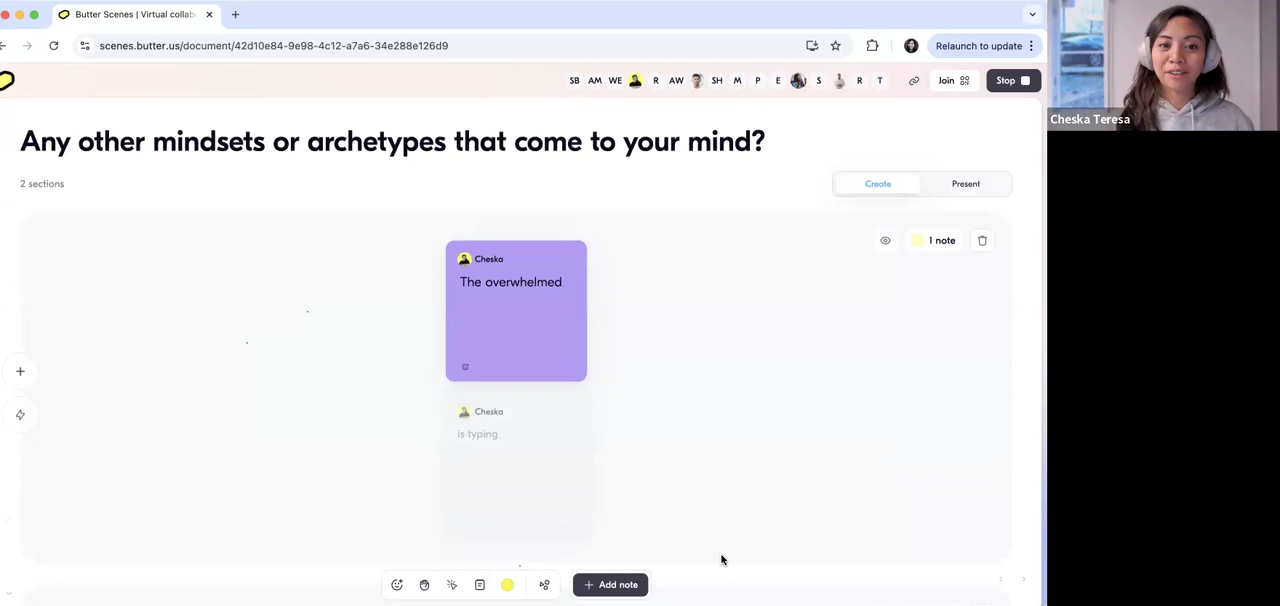 Butter Scenes | Virtual collab
scenes.butter.us/document/42d10e84-9e98-4c12-a7a6-34e288e126d9
Relaunch to update
SB AM WE R AW SH M P E S R T
Join
Stop
Any other mindsets or archetypes that come to your mind?
2 sections
Create
Present
1 note
Cheska
The overwhelmed
Cheska
is typing
Add note
Cheska Teresa